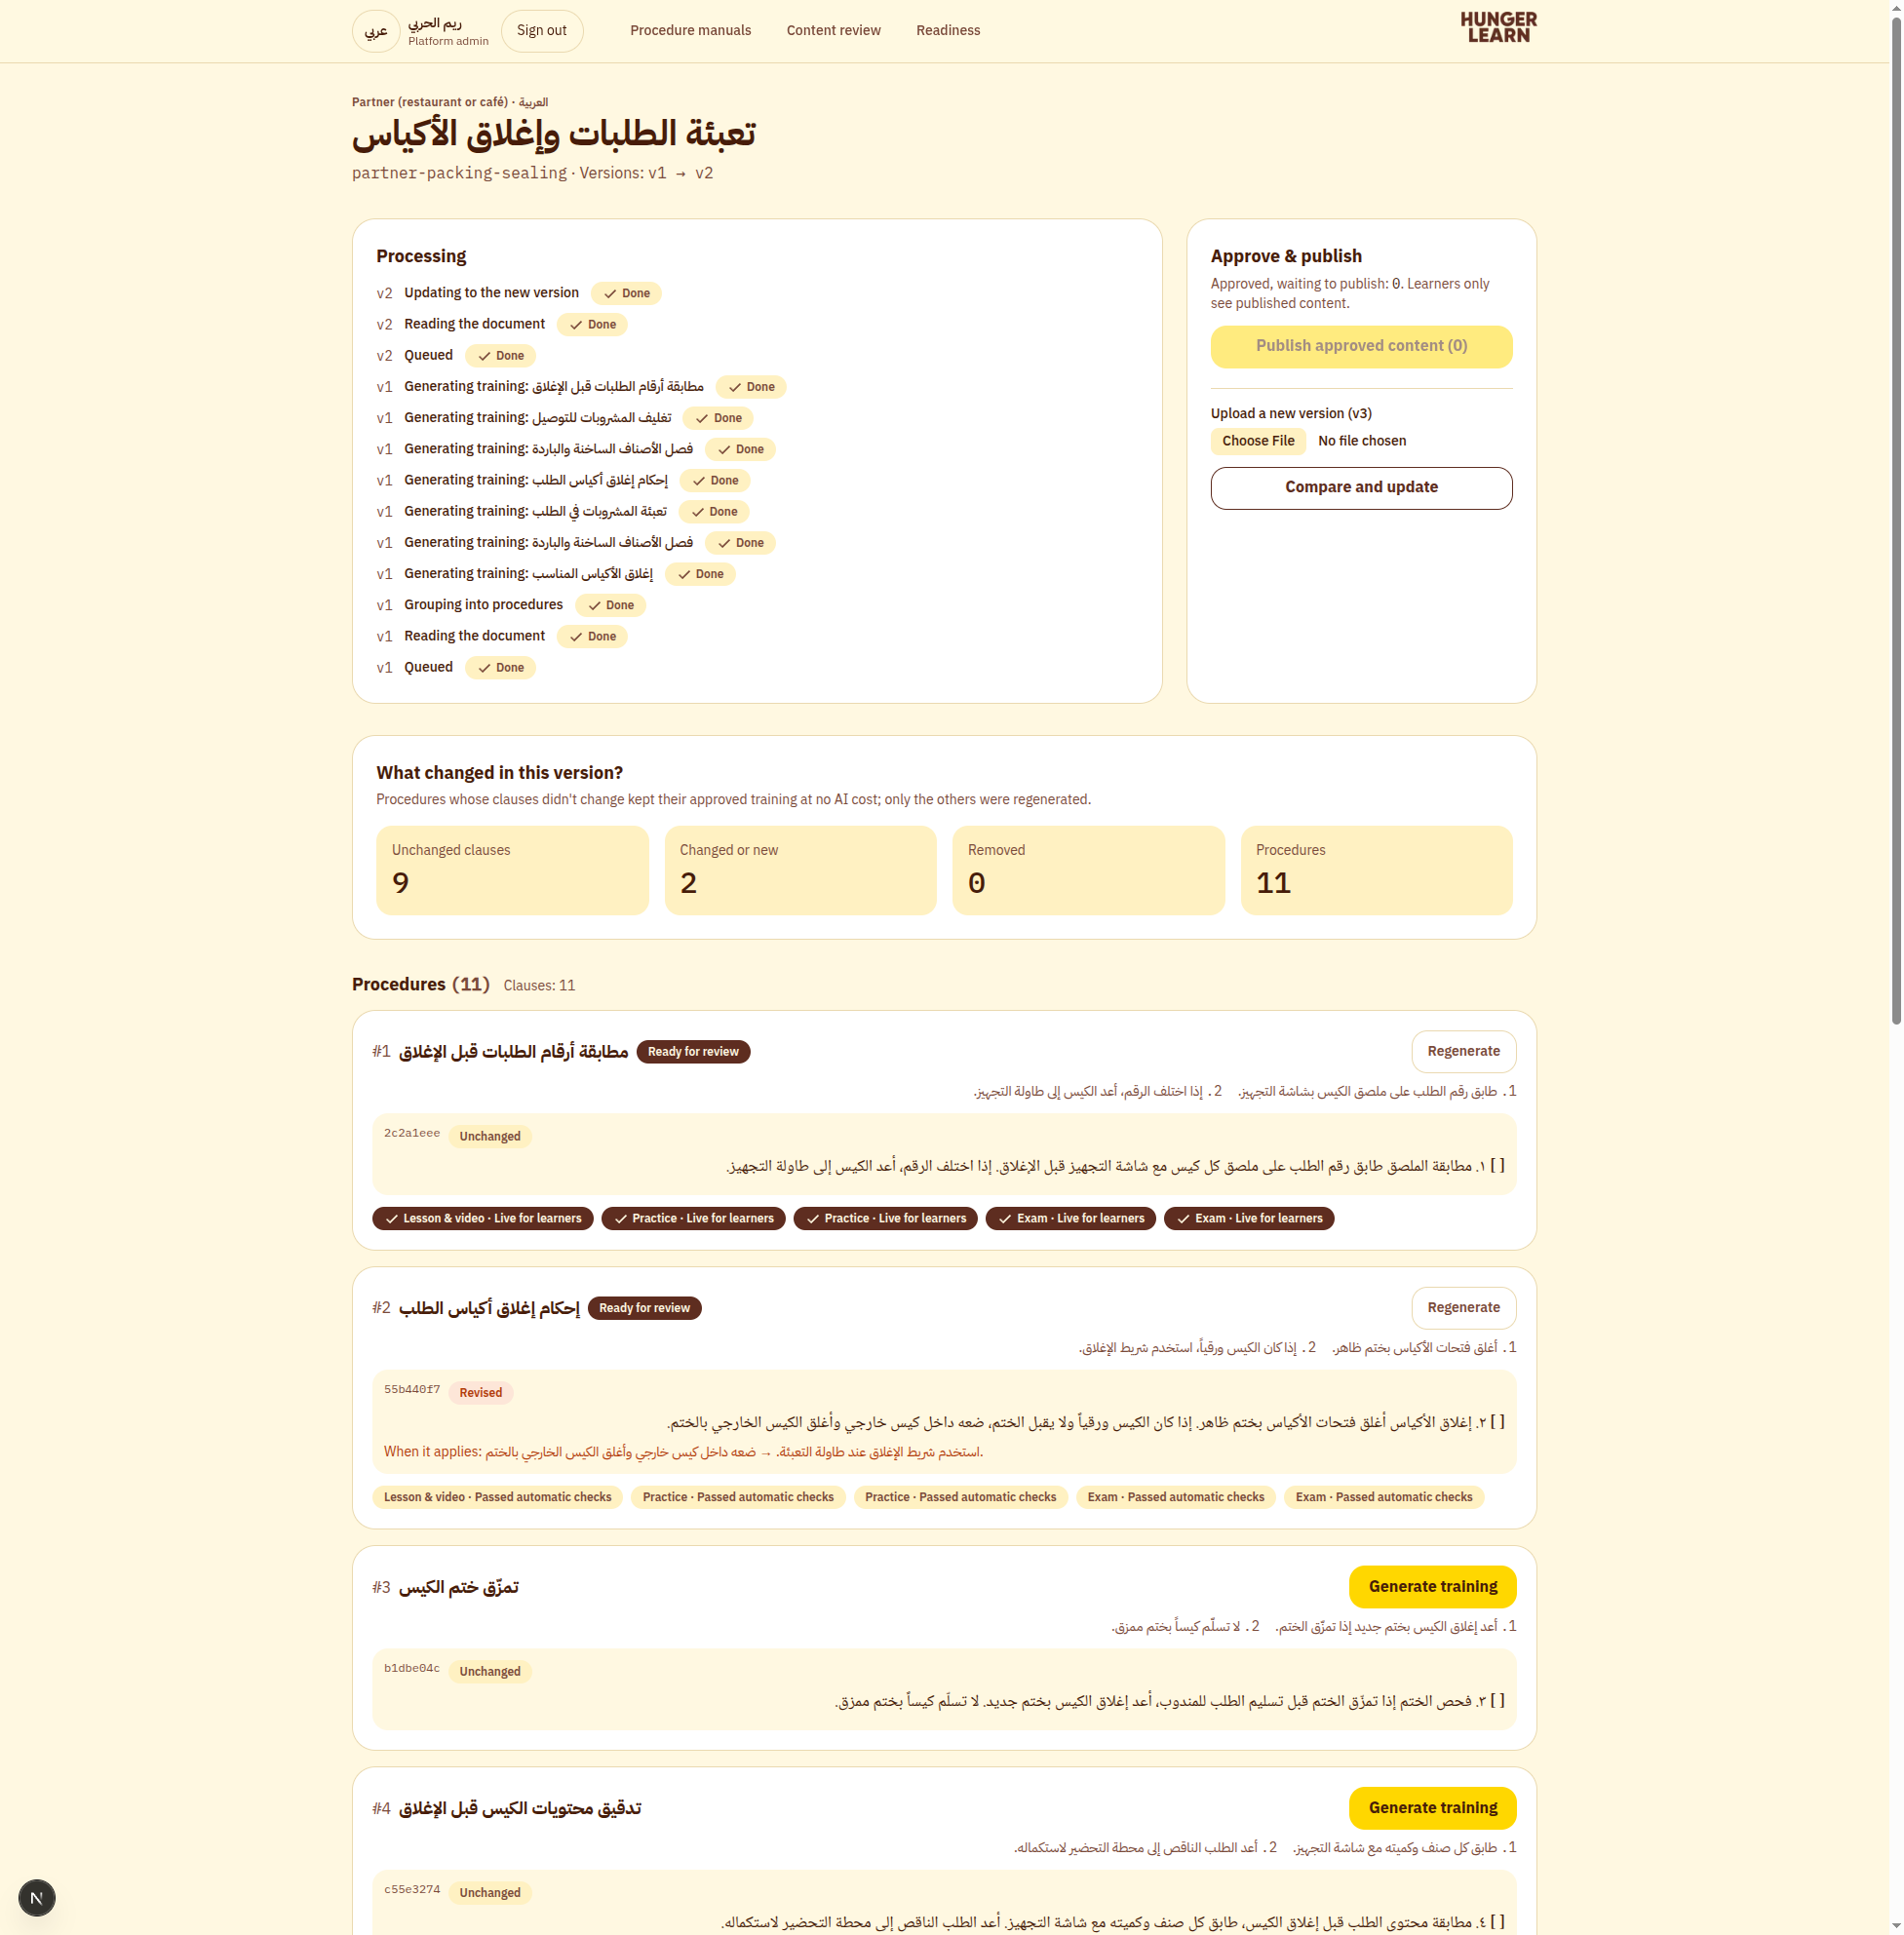 عربي
ريم الحربي
Platform admin
Sign out
Procedure manuals
Content review
Readiness
HUNGER
LEARN
Partner (restaurant or café) · العربية
تعبئة الطلبات وإغلاق الأكياس
partner-packing-sealing · Versions: v1 → v2
Processing
v2 Updating to the new version Done
v2 Reading the document Done
v2 Queued Done
v1 Generating training: مطابقة أرقام الطلبات قبل الإغلاق Done
v1 Generating training: تغليف المشروبات للتوصيل Done
v1 Generating training: فصل الأصناف الساخنة والباردة Done
v1 Generating training: إحكام إغلاق أكياس الطلب Done
v1 Generating training: تعبئة المشروبات في الطلب Done
v1 Generating training: فصل الأصناف الساخنة والباردة Done
v1 Generating training: إغلاق الأكياس المناسب Done
v1 Grouping into procedures Done
v1 Reading the document Done
v1 Queued Done
Approve & publish
Approved, waiting to publish: 0. Learners only
see published content.
Publish approved content (0)
Upload a new version (v3)
Choose File No file chosen
Compare and update
What changed in this version?
Procedures whose clauses didn't change kept their approved training at no AI cost; only the others were regenerated.
Unchanged clauses
9
Changed or new
2
Removed
0
Procedures
11
Procedures (11) Clauses: 11
#1 مطابقة أرقام الطلبات قبل الإغلاق Ready for review Regenerate
1. طابق رقم الطلب على ملصق الكيس بشاشة التجهيز. 2. إذا اختلف الرقم، أعد الكيس إلى طاولة التجهيز.
2c2a1eee Unchanged
[ ] ١. مطابقة الملصق طابق رقم الطلب على ملصق كل كيس مع شاشة التجهيز قبل الإغلاق. إذا اختلف الرقم، أعد الكيس إلى طاولة التجهيز.
Lesson & video · Live for learners Practice · Live for learners Practice · Live for learners Exam · Live for learners Exam · Live for learners
#2 إحكام إغلاق أكياس الطلب Ready for review Regenerate
1. أغلق فتحات الأكياس بختم ظاهر. 2. إذا كان الكيس ورقياً، استخدم شريط الإغلاق.
55b440f7 Revised
[ ] ٢. إغلاق الأكياس أغلق فتحات الأكياس بختم ظاهر. إذا كان الكيس ورقياً ولا يقبل الختم، ضعه داخل كيس خارجي وأغلق الكيس الخارجي بالختم.
When it applies: استخدم شريط الإغلاق عند طاولة التعبئة. → ضعه داخل كيس خارجي وأغلق الكيس الخارجي بالختم.
Lesson & video · Passed automatic checks Practice · Passed automatic checks Practice · Passed automatic checks Exam · Passed automatic checks Exam · Passed automatic checks
#3 تمزّق ختم الكيس Generate training
1. أعد إغلاق الكيس بختم جديد إذا تمزّق الختم. 2. لا تسلّم كيساً بختم ممزق.
b1dbe04c Unchanged
[ ] ٣. فحص الختم إذا تمزّق الختم قبل تسليم الطلب للمندوب، أعد إغلاق الكيس بختم جديد. لا تسلّم كيساً بختم ممزق.
#4 تدقيق محتويات الكيس قبل الإغلاق Generate training
1. طابق كل صنف وكميته مع شاشة التجهيز. 2. أعد الطلب الناقص إلى محطة التحضير لاستكماله.
c55e3274 Unchanged
[ ] ٤. مطابقة محتوى الطلب قبل إغلاق الكيس، طابق كل صنف وكميته مع شاشة التجهيز. أعد الطلب الناقص إلى محطة التحضير لاستكماله.
N